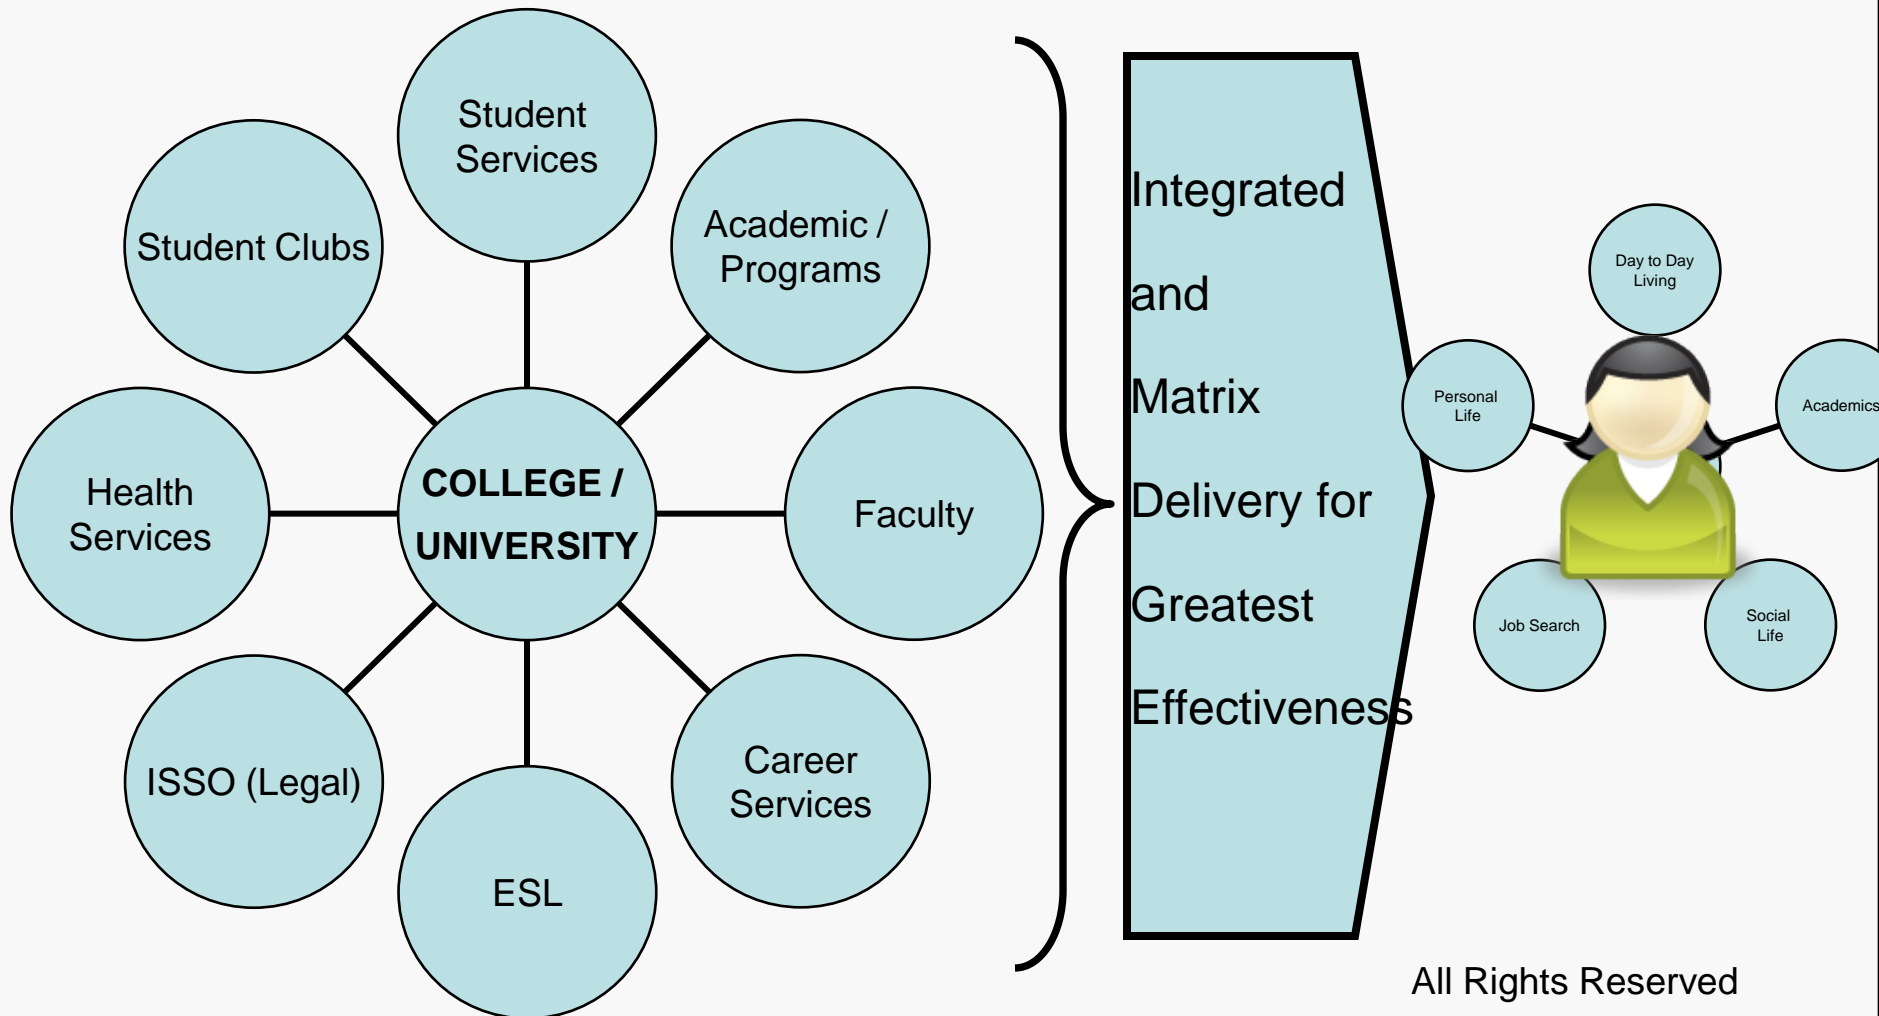 Student
Services
Student Clubs
Academic /
Programs
Health
Services
COLLEGE /
UNIVERSITY
Faculty
ISSO (Legal)
Career
Services
ESL
Integrated
and
Matrix
Delivery for
Greatest
Effectiveness
Day to Day
Living
Personal
Life
Academics
Job Search
Social
Life
All Rights Reserved